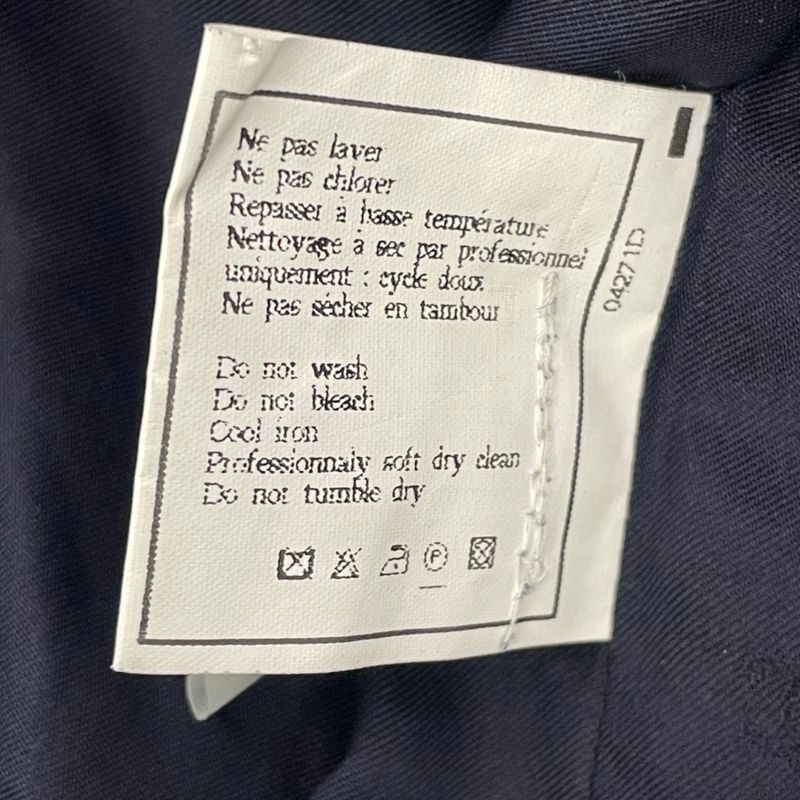 Ne pas laver
Ne pas chlorer
Repasser à basse température
Nettoyage à sec par professionnel
uniquement : cycle doux
Ne pas sécher en tambour
Do not wash
Do not bleach
Cool iron
Professionnaly soft dry clean
Do not tumble dry
P
04271D